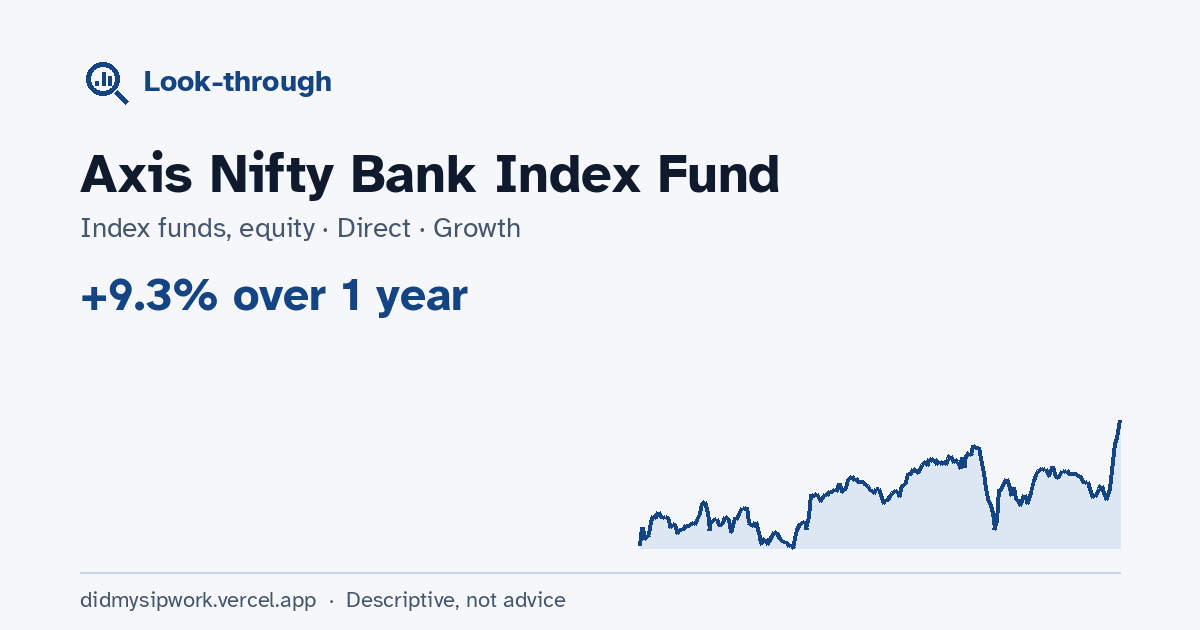 Look-through
Axis Nifty Bank Index Fund
Index funds, equity · Direct · Growth
+9.3% over 1 year
didmysipwork.vercel.app · Descriptive, not advice